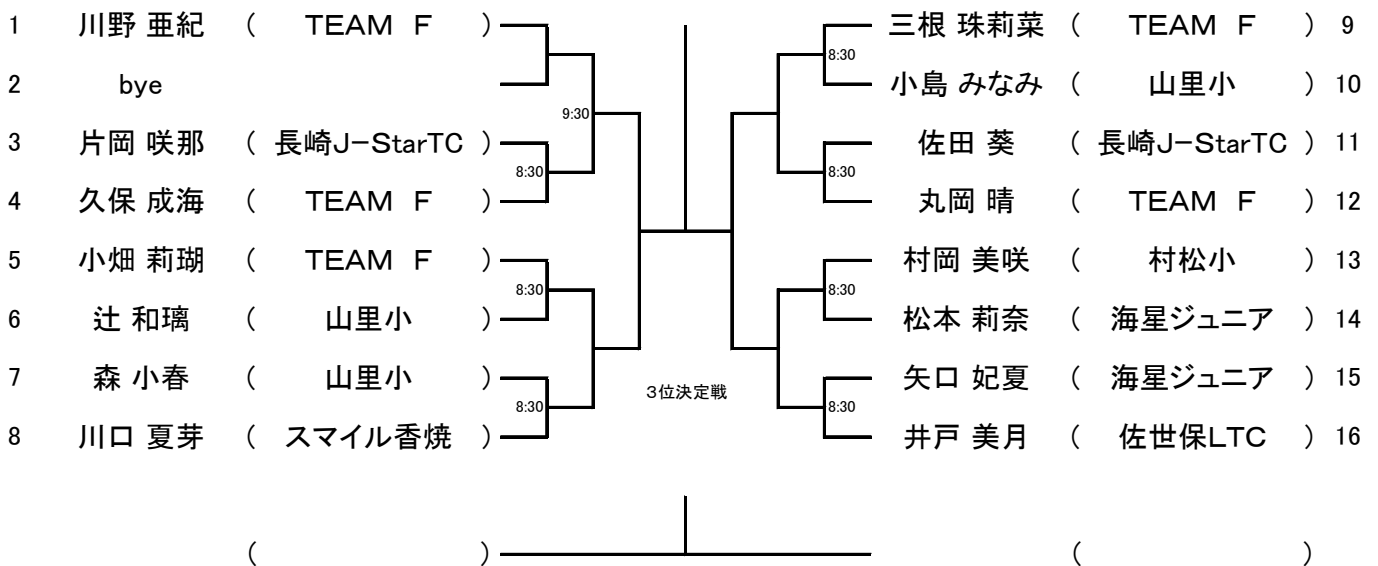 1 川野 亜紀 ( TEAM F ) 三根 珠莉菜 ( TEAM F ) 9
8:30
2 bye 小島 みなみ ( 山里小 ) 10
9:30
3 片岡 咲那 ( 長崎J-StarTC ) 佐田 葵 ( 長崎J-StarTC ) 11
8:30 8:30
4 久保 成海 ( TEAM F ) 丸岡 晴 ( TEAM F ) 12
5 小畑 莉瑚 ( TEAM F ) 村岡 美咲 ( 村松小 ) 13
8:30 8:30
6 辻 和璃 ( 山里小 ) 松本 莉奈 ( 海星ジュニア ) 14
7 森 小春 ( 山里小 ) 矢口 妃夏 ( 海星ジュニア ) 15
3位決定戦
8:30 8:30
8 川口 夏芽 ( スマイル香焼 ) 井戸 美月 ( 佐世保LTC ) 16
( ) ( )